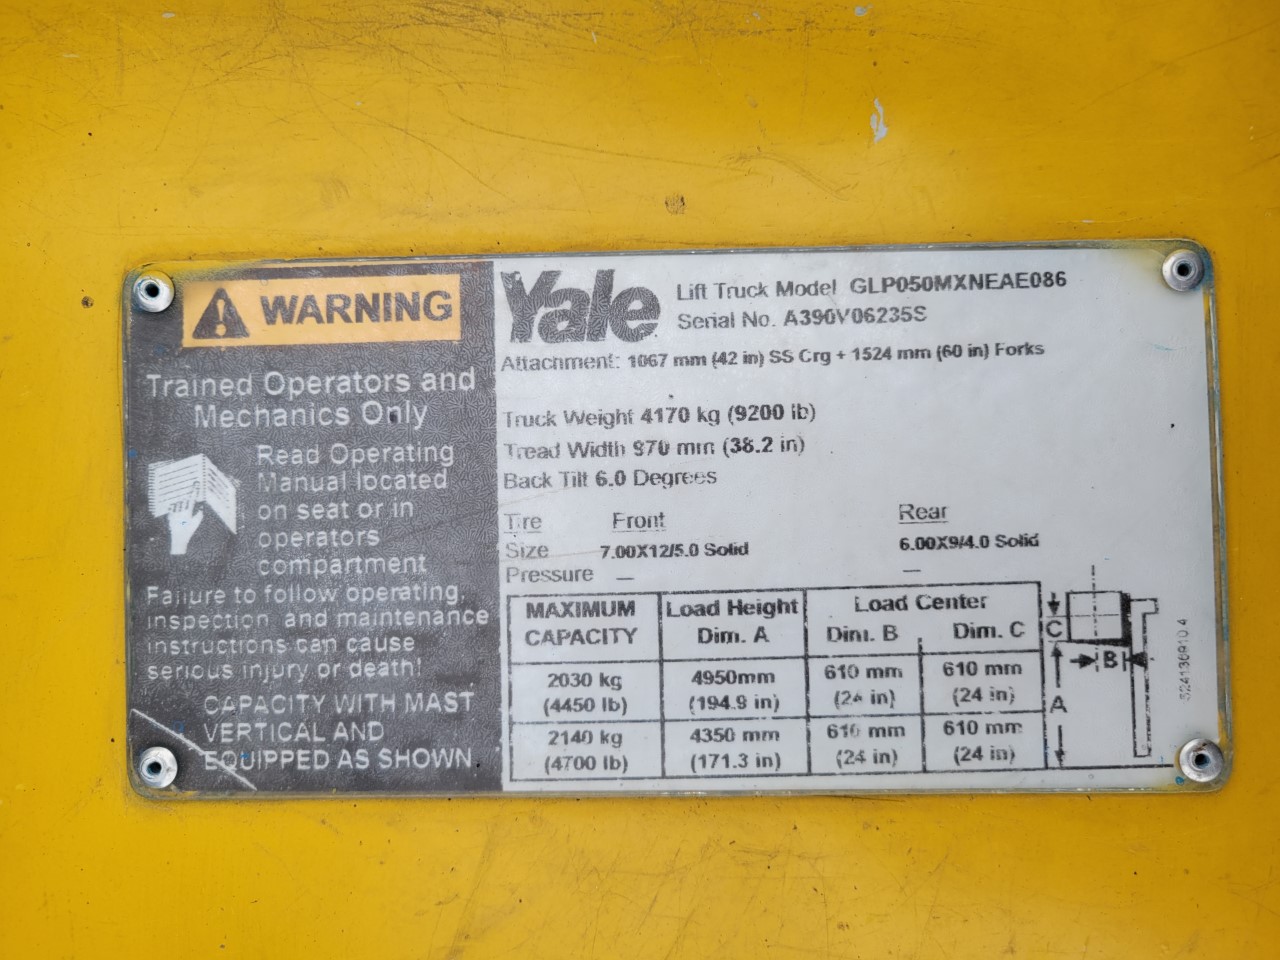 WARNING
Trained Operators and
Mechanics Only
Read Operating
Manual located
on seat or in
operators
compartment
Failure to follow operating,
inspection and maintenance
instructions can cause
serious injury or death!
CAPACITY WITH MAST
VERTICAL AND
EQUIPPED AS SHOWN
Yale
Lift Truck Model GLP050MXNEAE086
Serial No. A390V06235S
Attachment: 1067 mm (42 in) SS Crg + 1524 mm (60 in) Forks
Truck Weight 4170 kg (9200 lb)
Tread Width 970 mm (38.2 in)
Back Tilt 6.0 Degrees
Tire Front Rear
Size 7.00X12/5.0 Solid 6.00X9/4.0 Solid
Pressure — —
MAXIMUM CAPACITY Load Height Dim. A Load Center Dim. B Dim. C
2030 kg (4450 lb) 4950mm (194.9 in) 610 mm (24 in) 610 mm (24 in)
2140 kg (4700 lb) 4350 mm (171.3 in) 610 mm (24 in) 610 mm (24 in)
C
B
A
524136910 4